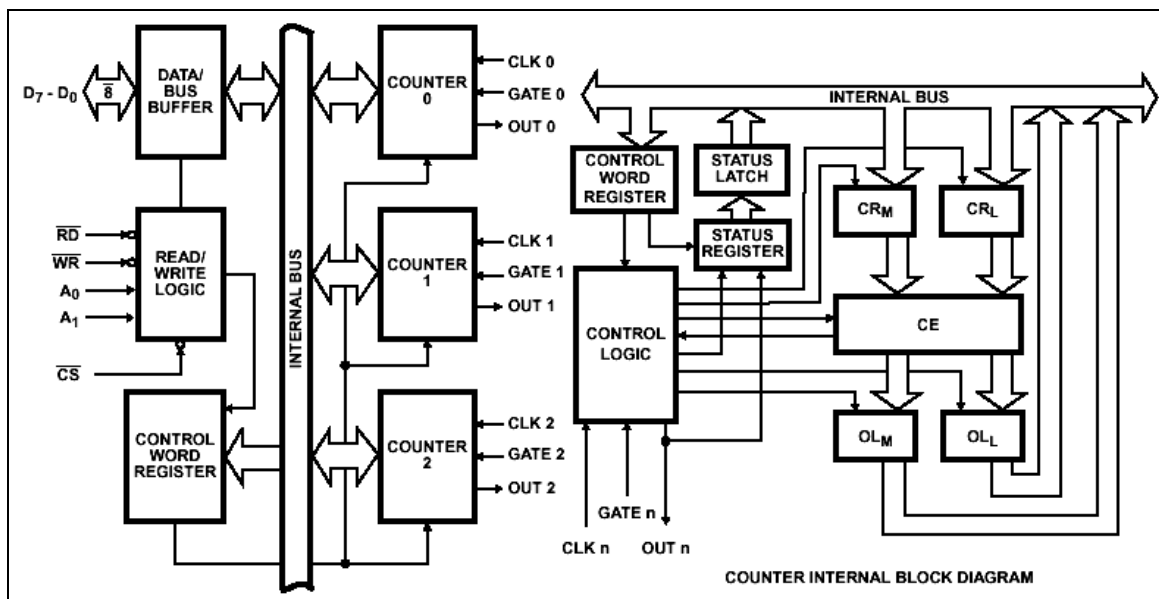 D7 - D0
8
DATA/
BUS
BUFFER
RD
WR
A0
A1
CS
READ/
WRITE
LOGIC
CONTROL
WORD
REGISTER
INTERNAL BUS
COUNTER
0
CLK 0
GATE 0
OUT 0
COUNTER
1
CLK 1
GATE 1
OUT 1
COUNTER
2
CLK 2
GATE 2
OUT 2
INTERNAL BUS
CONTROL
WORD
REGISTER
STATUS
LATCH
STATUS
REGISTER
CRM
CRL
CONTROL
LOGIC
CE
OLM
OLL
GATE n
CLK n
OUT n
COUNTER INTERNAL BLOCK DIAGRAM